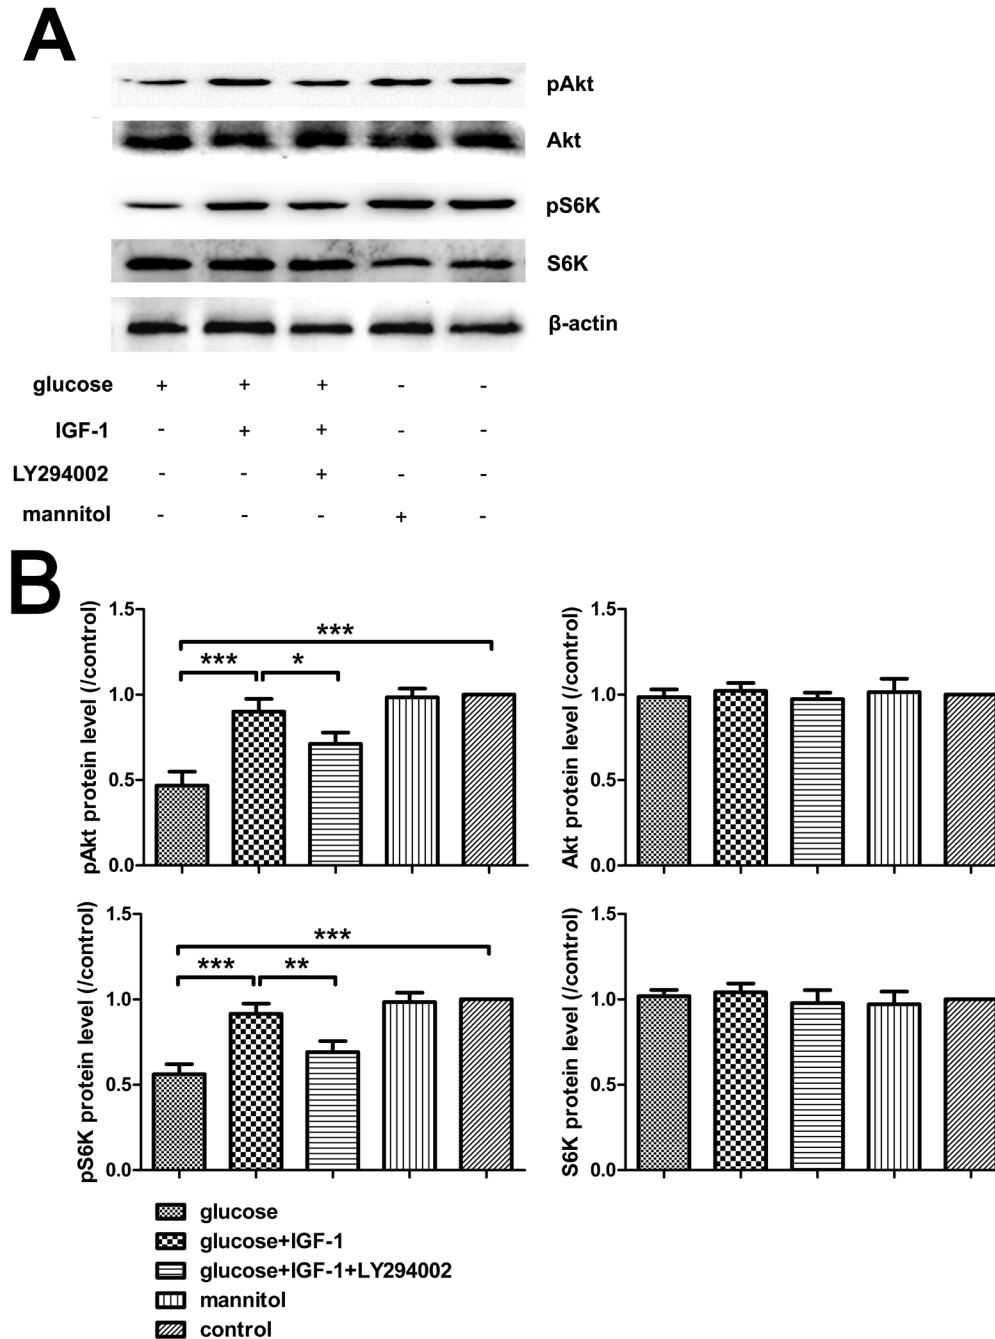 A
pAkt
Akt
pS6K
S6K
β-actin
glucose + + + - -
IGF-1 - + + - -
LY294002 - - + - -
mannitol - - - + -
B
pAkt protein level (/control)
1.5
1.0
0.5
0.0
***
*** *
Akt protein level (/control)
1.5
1.0
0.5
0.0
pS6K protein level (/control)
1.5
1.0
0.5
0.0
***
*** **
S6K protein level (/control)
1.5
1.0
0.5
0.0
glucose
glucose+IGF-1
glucose+IGF-1+LY294002
mannitol
control